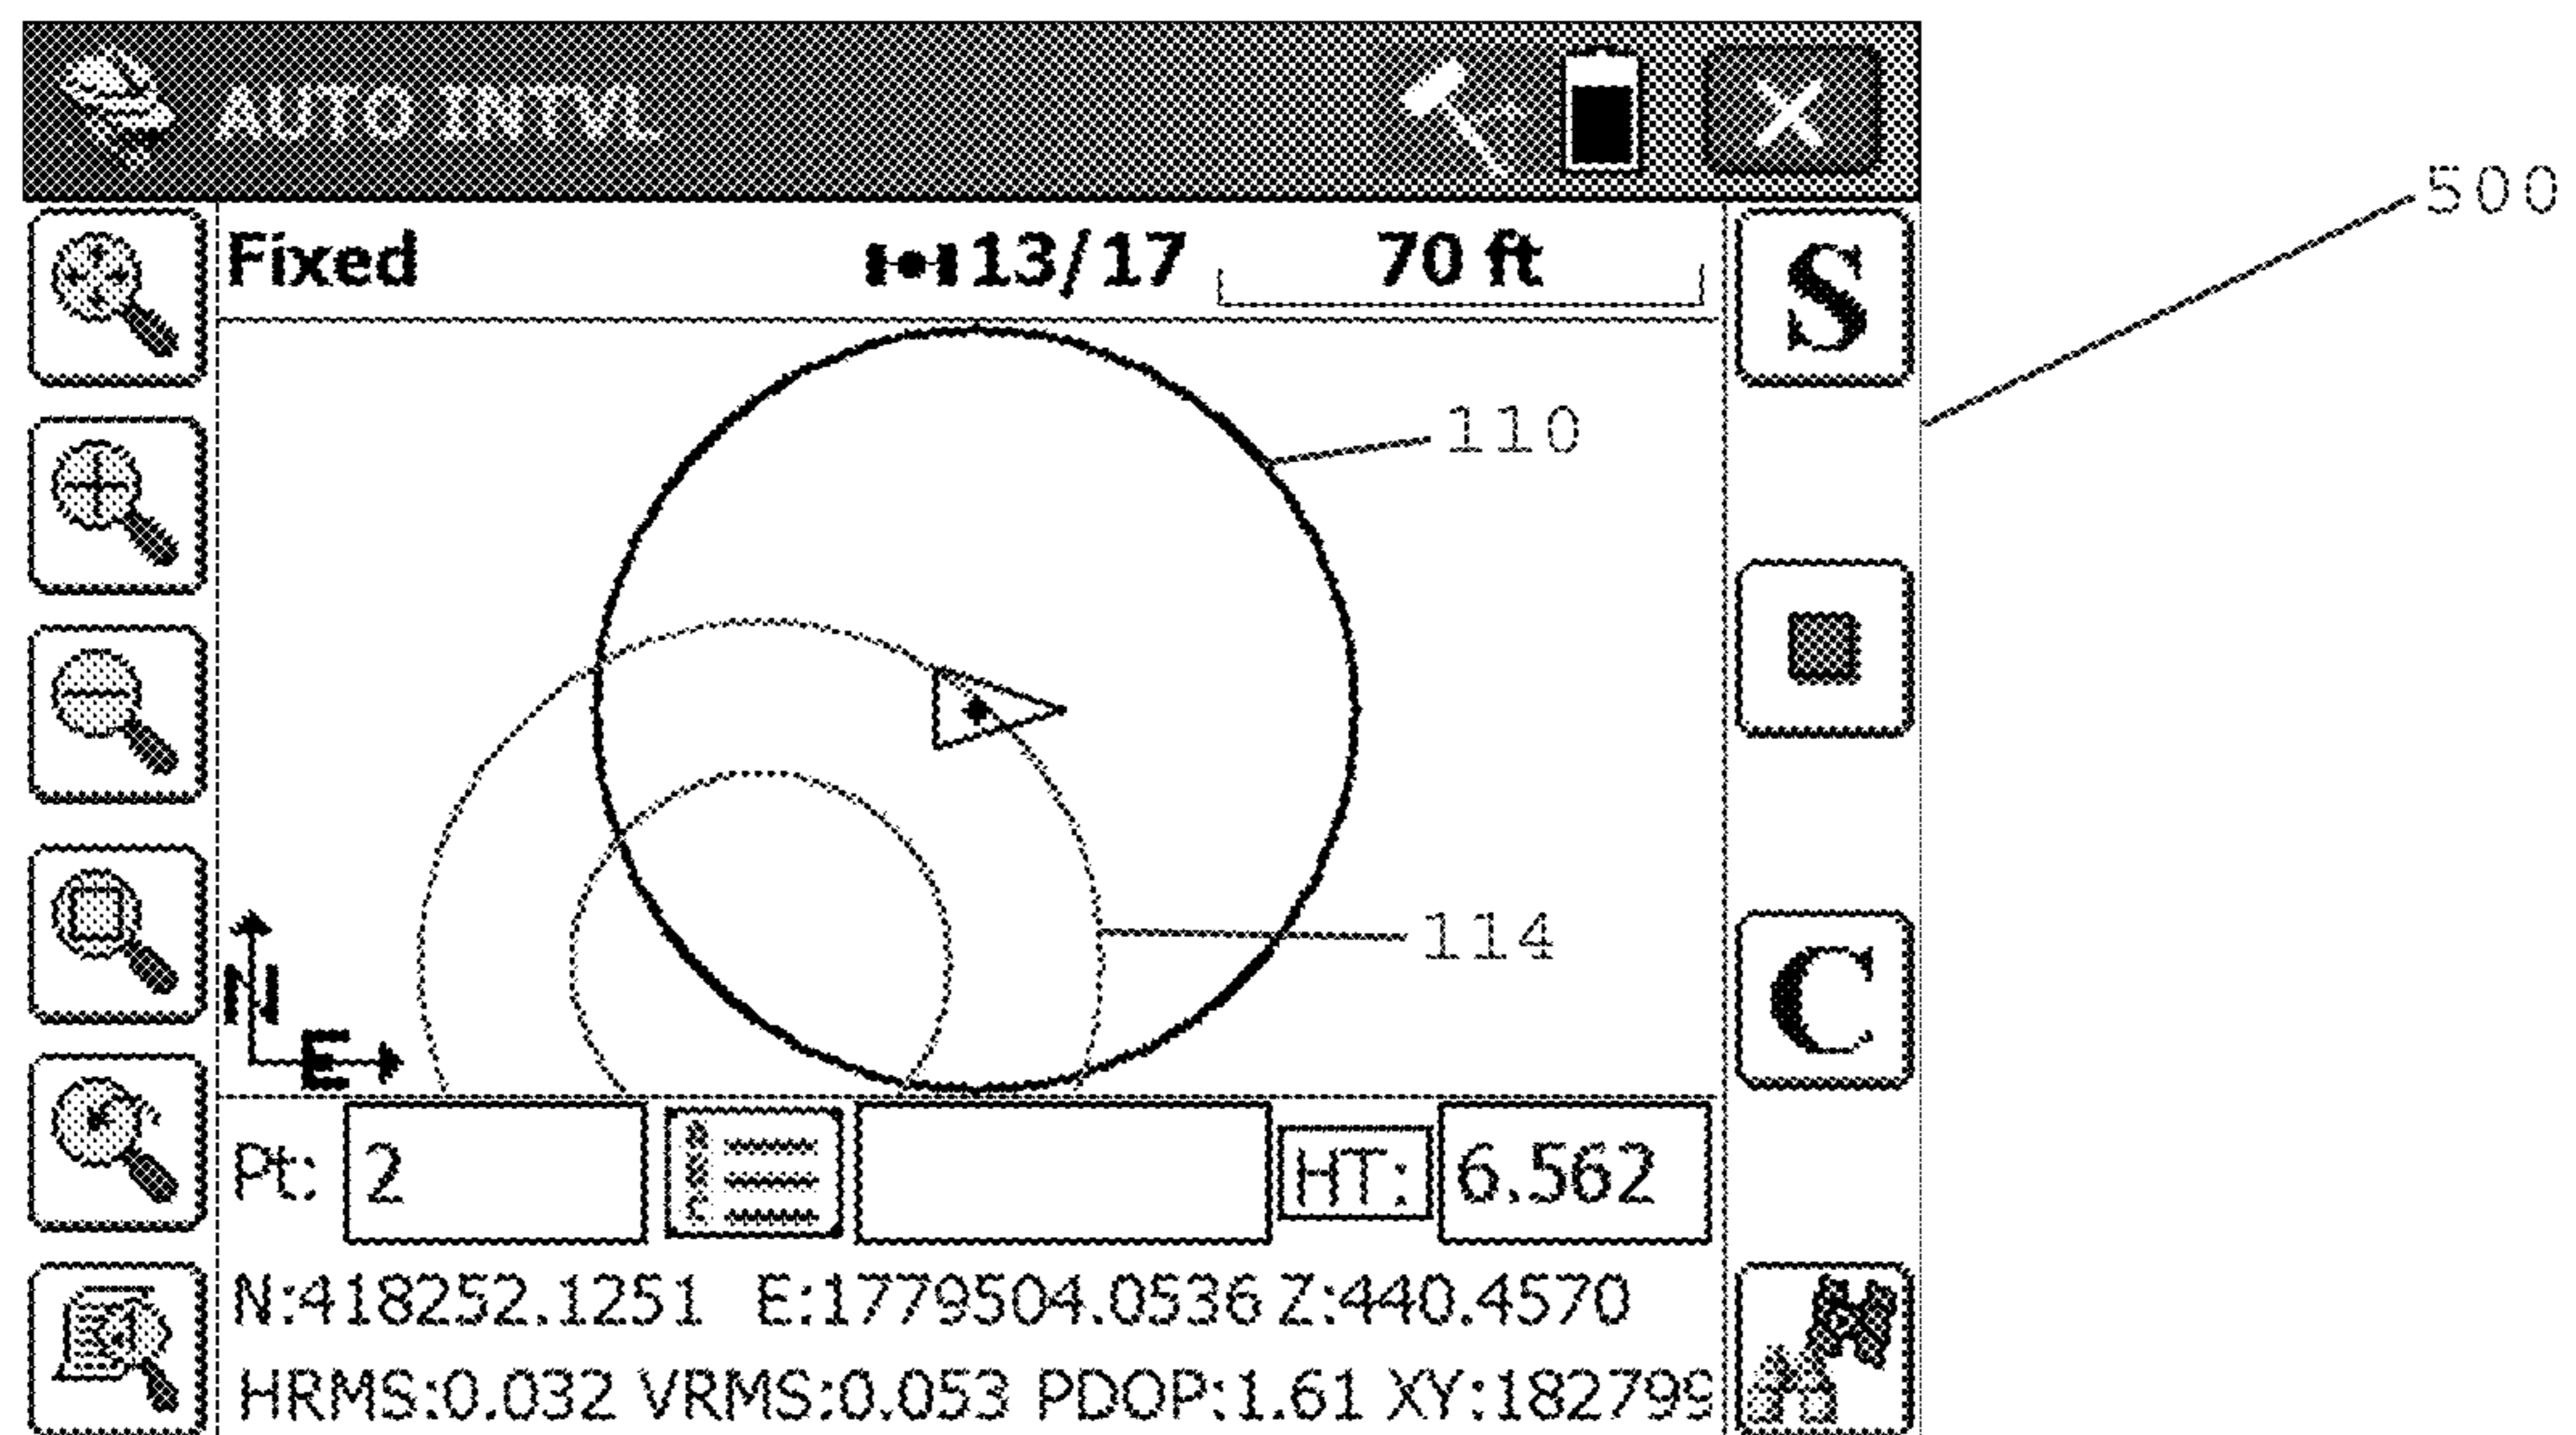 AUTO INTVL
500
Fixed 13/17 70 ft
S
110
114
C
N
E
Pt: 2 HT: 6.562
N:418252.1251 E:1779504.0536 Z:440.4570
HRMS:0.032 VRMS:0.053 PDOP:1.61 XY:182799